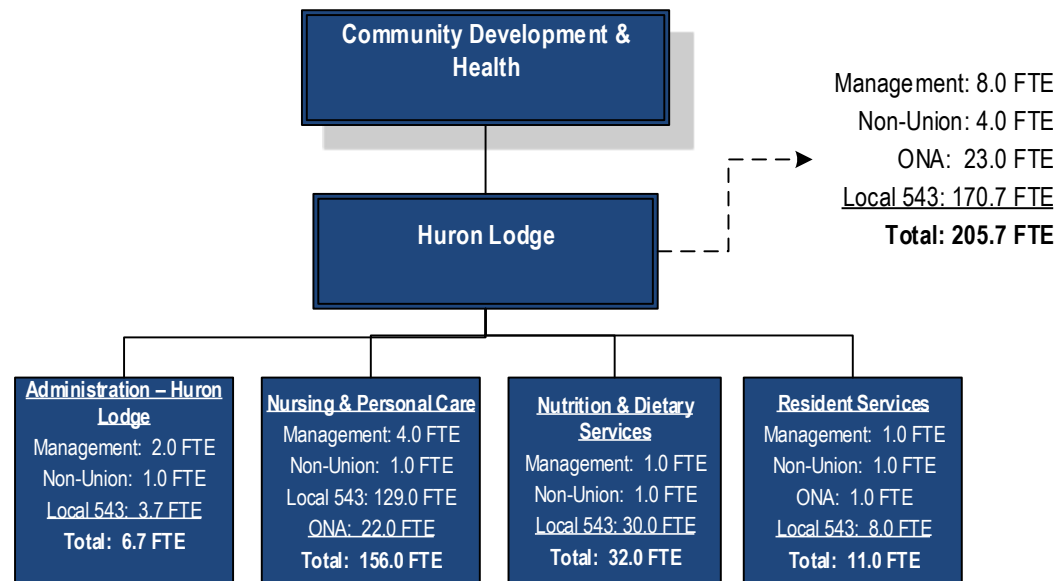 Community Development &
Health
Management: 8.0 FTE
Non-Union: 4.0 FTE
ONA: 23.0 FTE
Local 543: 170.7 FTE
Total: 205.7 FTE
Huron Lodge
Administration – Huron
Lodge
Management: 2.0 FTE
Non-Union: 1.0 FTE
Local 543: 3.7 FTE
Total: 6.7 FTE
Nursing & Personal Care
Management: 4.0 FTE
Non-Union: 1.0 FTE
Local 543: 129.0 FTE
ONA: 22.0 FTE
Total: 156.0 FTE
Nutrition & Dietary
Services
Management: 1.0 FTE
Non-Union: 1.0 FTE
Local 543: 30.0 FTE
Total: 32.0 FTE
Resident Services
Management: 1.0 FTE
Non-Union: 1.0 FTE
ONA: 1.0 FTE
Local 543: 8.0 FTE
Total: 11.0 FTE